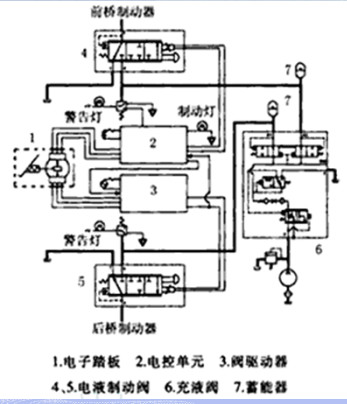 前桥制动器
4
7
7
警告灯
制动灯
1
2
3
警告灯
6
5
后桥制动器
1.电子踏板 2.电控单元 3.阀驱动器
4、5.电液制动阀 6.充液阀 7.蓄能器